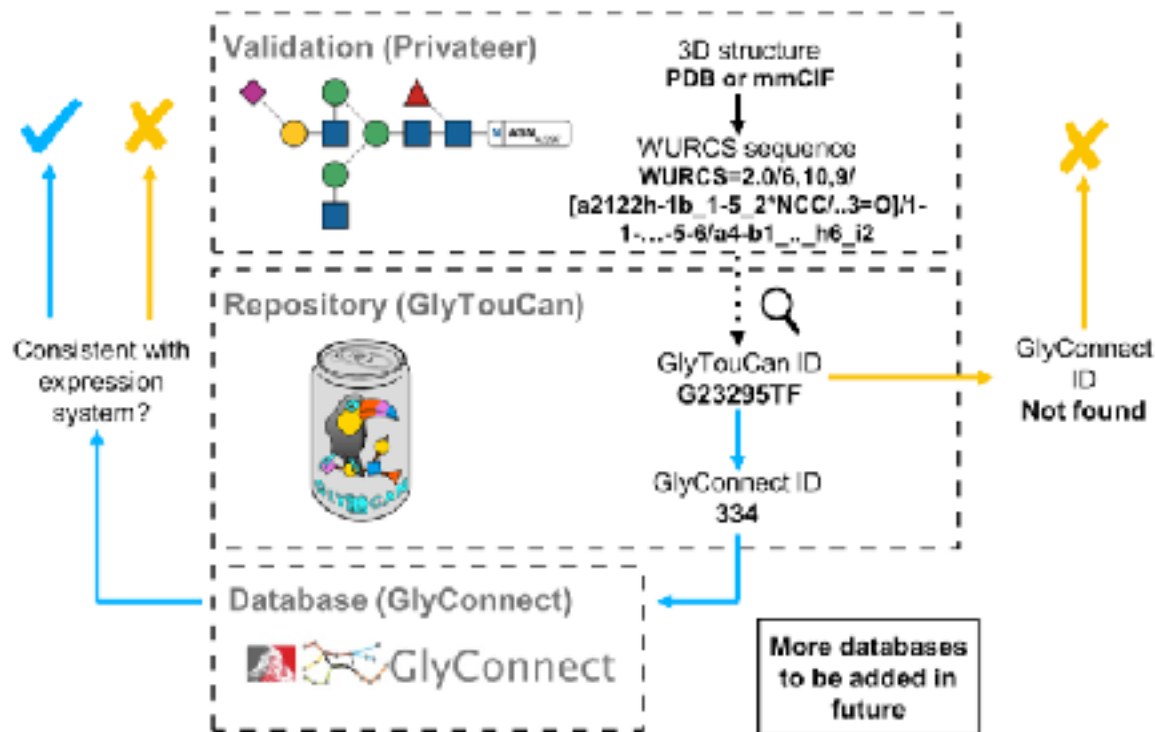 Validation (Privateer)
3D structure
PDB or mmCIF
WURCS sequence
WURCS=2.0/6,10,9/
[a2122h-1b_1-5_2*NCC/..3=O]/1-
1-...-5-6/a4-b1_.._h6_i2
Repository (GlyTouCan)
GlyTouCan ID
G23295TF
GlyConnect ID
334
Consistent with
expression
system?
GlyConnect
ID
Not found
Database (GlyConnect)
GlyConnect
More databases
to be added in
future